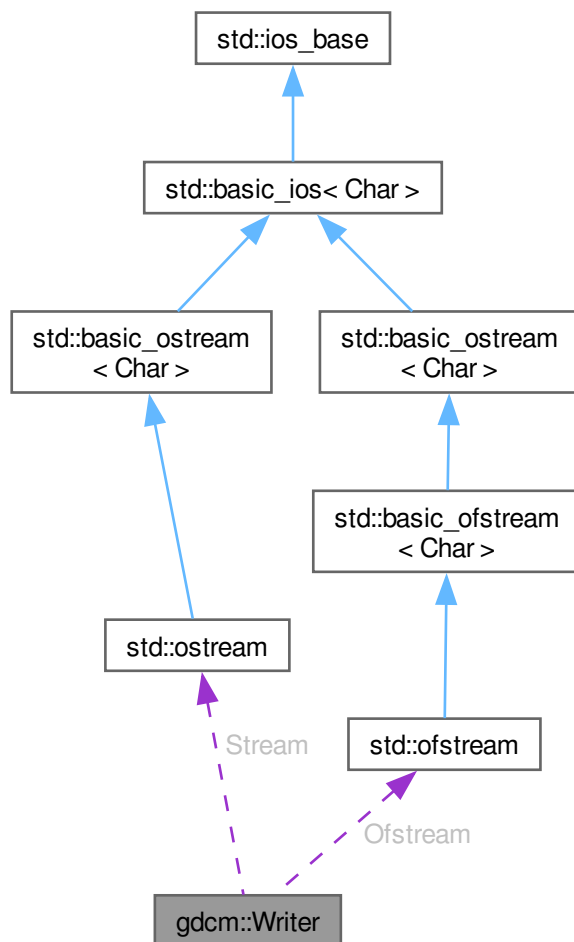 std::ios_base
std::basic_ios< Char >
std::basic_ostream
< Char >
std::basic_ostream
< Char >
std::basic_ofstream
< Char >
std::ostream
std::ofstream
Stream
Ofstream
gdcm::Writer